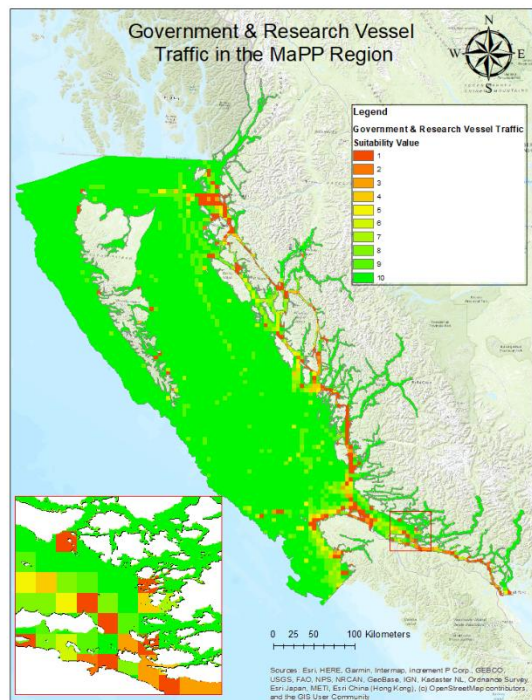 Government & Research Vessel
Traffic in the MaPP Region
N
W
E
S
Legend
Government & Research Vessel Traffic
Suitability Value
1
2
3
4
5
6
7
8
9
10
0 25 50 100 Kilometers
Sources: Esri, HERE, Garmin, Intermap, increment P Corp., GEBCO,
USGS, FAO, NPS, NRCAN, GeoBase, IGN, Kadaster NL, Ordnance Survey,
Esri Japan, METI, Esri China (Hong Kong), (c) OpenStreetMap contributors,
and the GIS User Community